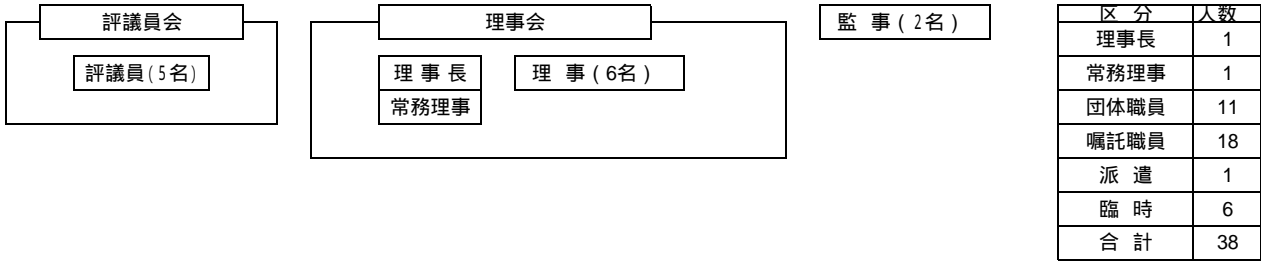 評議員会
評議員(5名)
理事会
理 事 長
常務理事
理 事 ( 6名 )
監 事 ( 2名 )
区 分 人数
理事長 1
常務理事 1
団体職員 11
嘱託職員 18
派 遣 1
臨 時 6
合 計 38